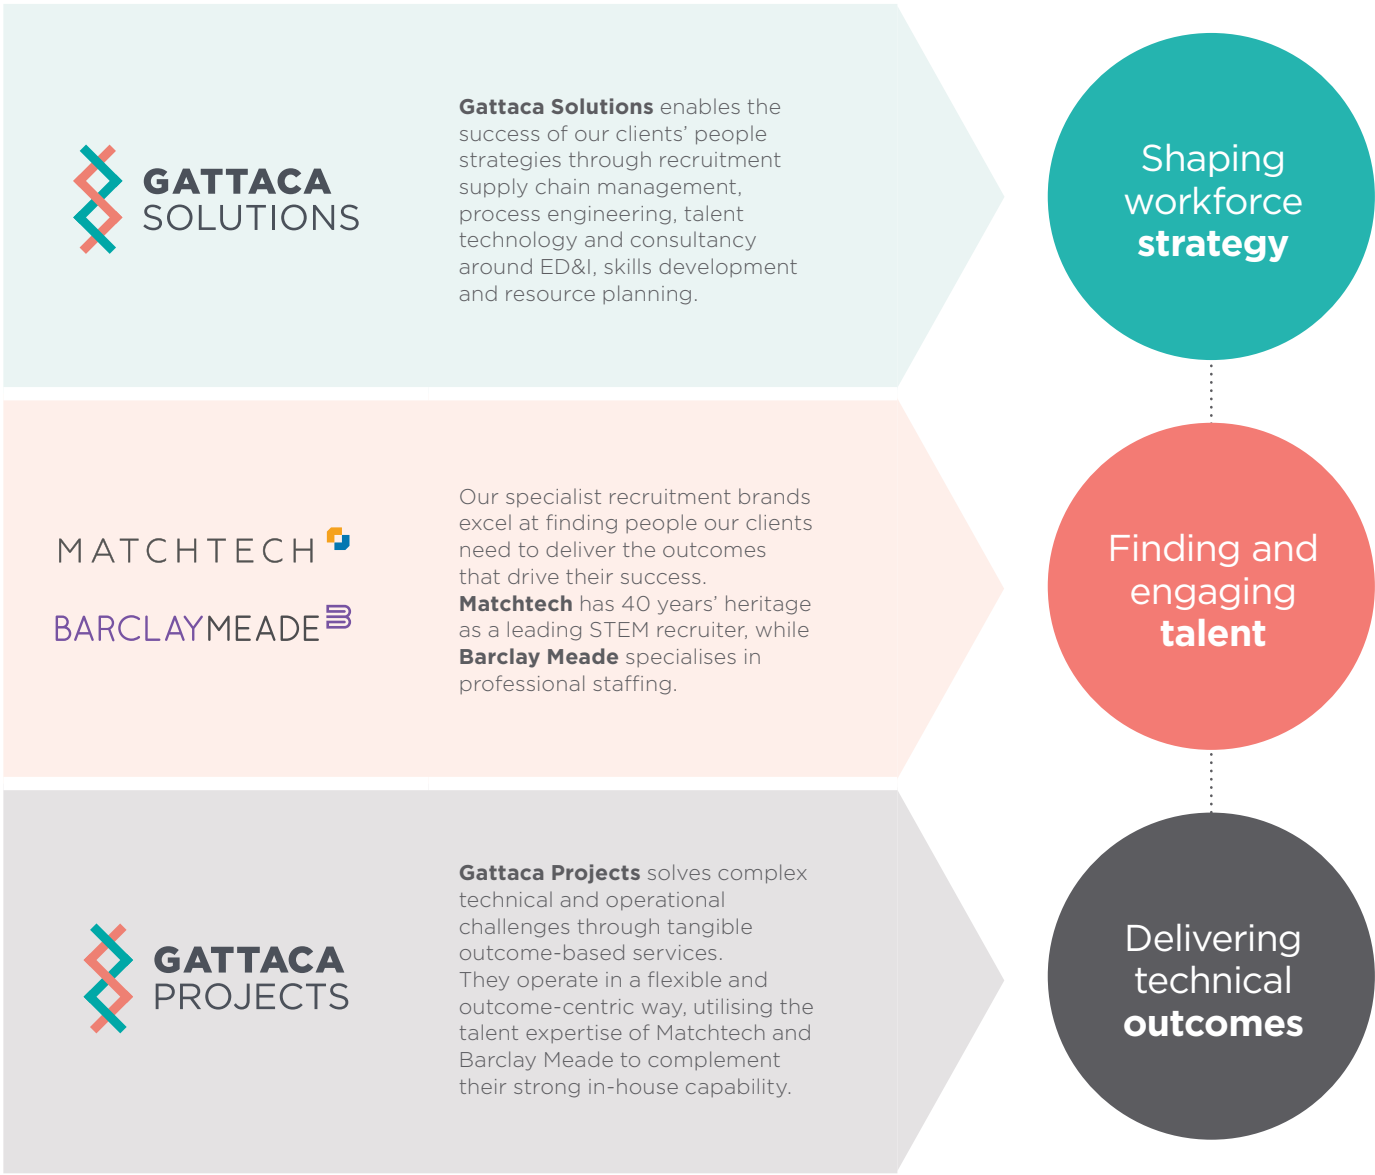 GATTACA
SOLUTIONS
Gattaca Solutions enables the
success of our clients’ people
strategies through recruitment
supply chain management,
process engineering, talent
technology and consultancy
around ED&I, skills development
and resource planning.
Shaping
workforce
strategy
MATCHTECH
BARCLAYMEADE
Our specialist recruitment brands
excel at finding people our clients
need to deliver the outcomes
that drive their success.
Matchtech has 40 years’ heritage
as a leading STEM recruiter, while
Barclay Meade specialises in
professional staffing.
Finding and
engaging
talent
GATTACA
PROJECTS
Gattaca Projects solves complex
technical and operational
challenges through tangible
outcome-based services.
They operate in a flexible and
outcome-centric way, utilising the
talent expertise of Matchtech and
Barclay Meade to complement
their strong in-house capability.
Delivering
technical
outcomes